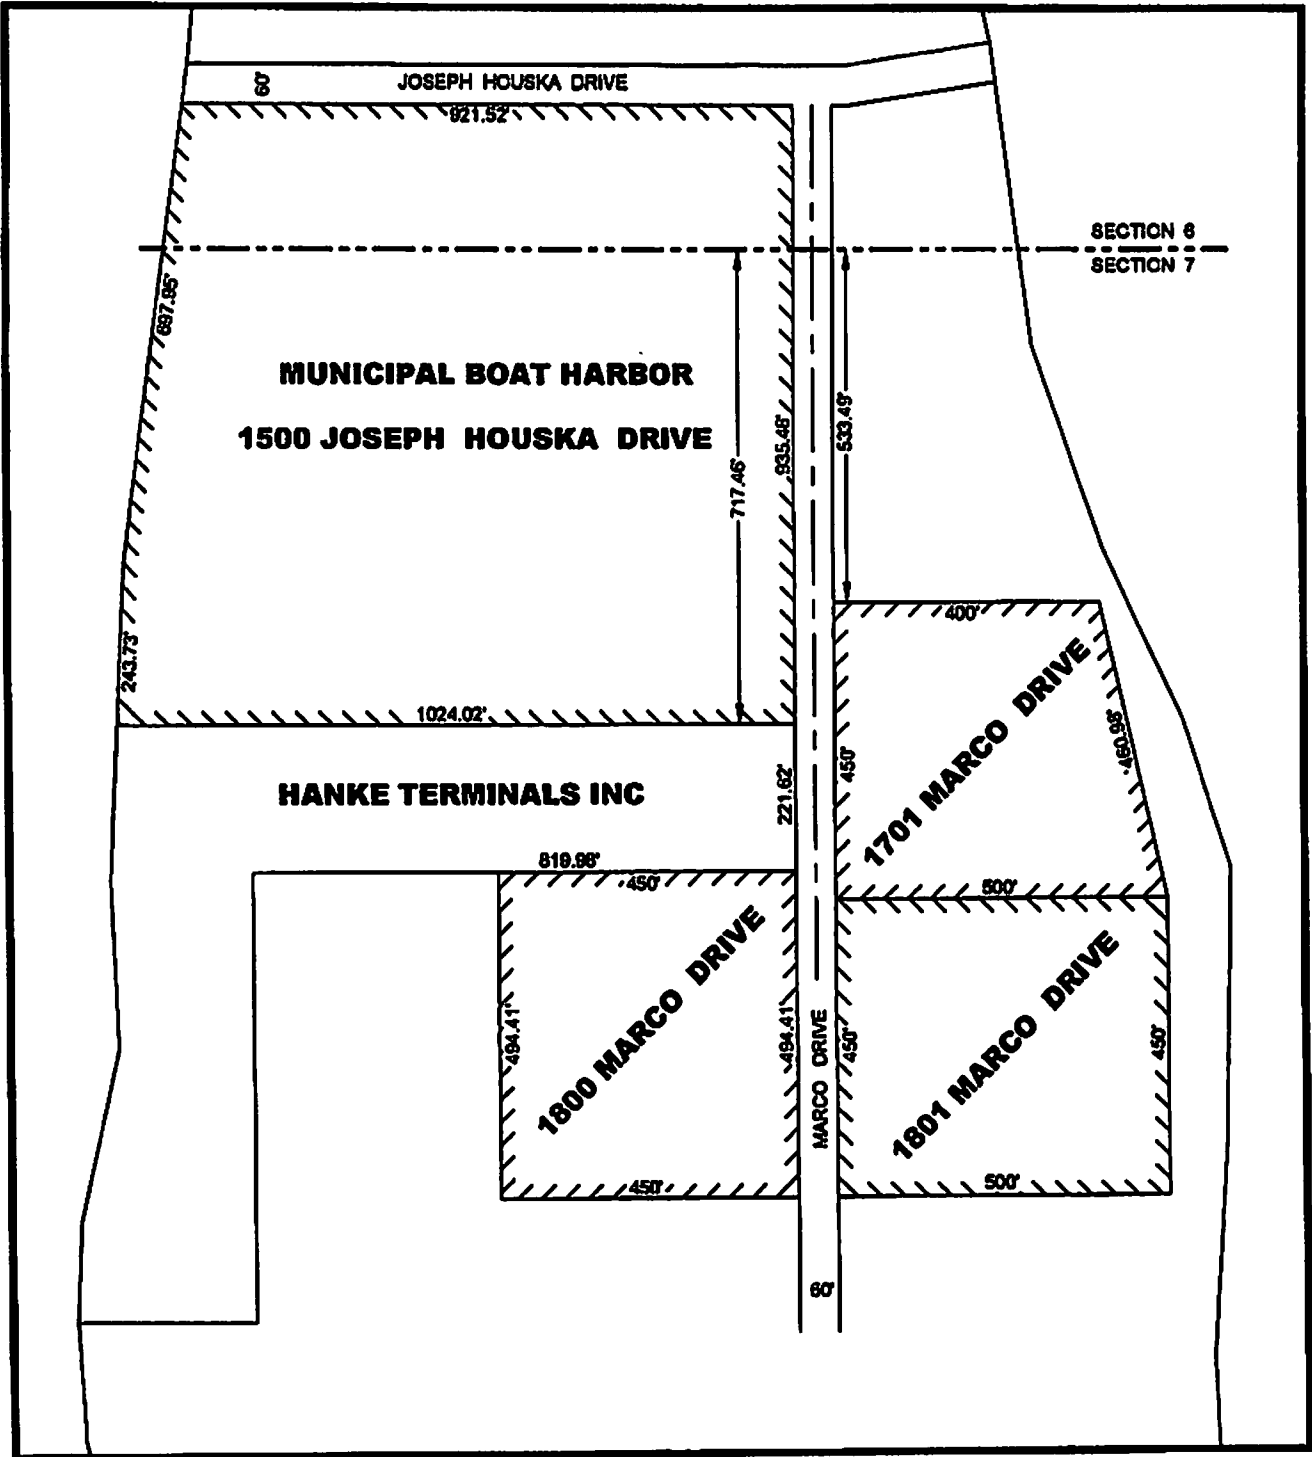 60'
JOSEPH HOUSKA DRIVE
921.52'
SECTION 6
SECTION 7
697.95'
MUNICIPAL BOAT HARBOR
1500 JOSEPH HOUSKA DRIVE
717.46'
935.48'
533.49'
243.73'
1024.02'
400'
1701 MARCO DRIVE
450'
460.98'
500'
HANKE TERMINALS INC
221.62'
819.98'
450'
1800 MARCO DRIVE
494.41'
494.41'
450'
MARCO DRIVE
450'
1801 MARCO DRIVE
450'
500'
60'